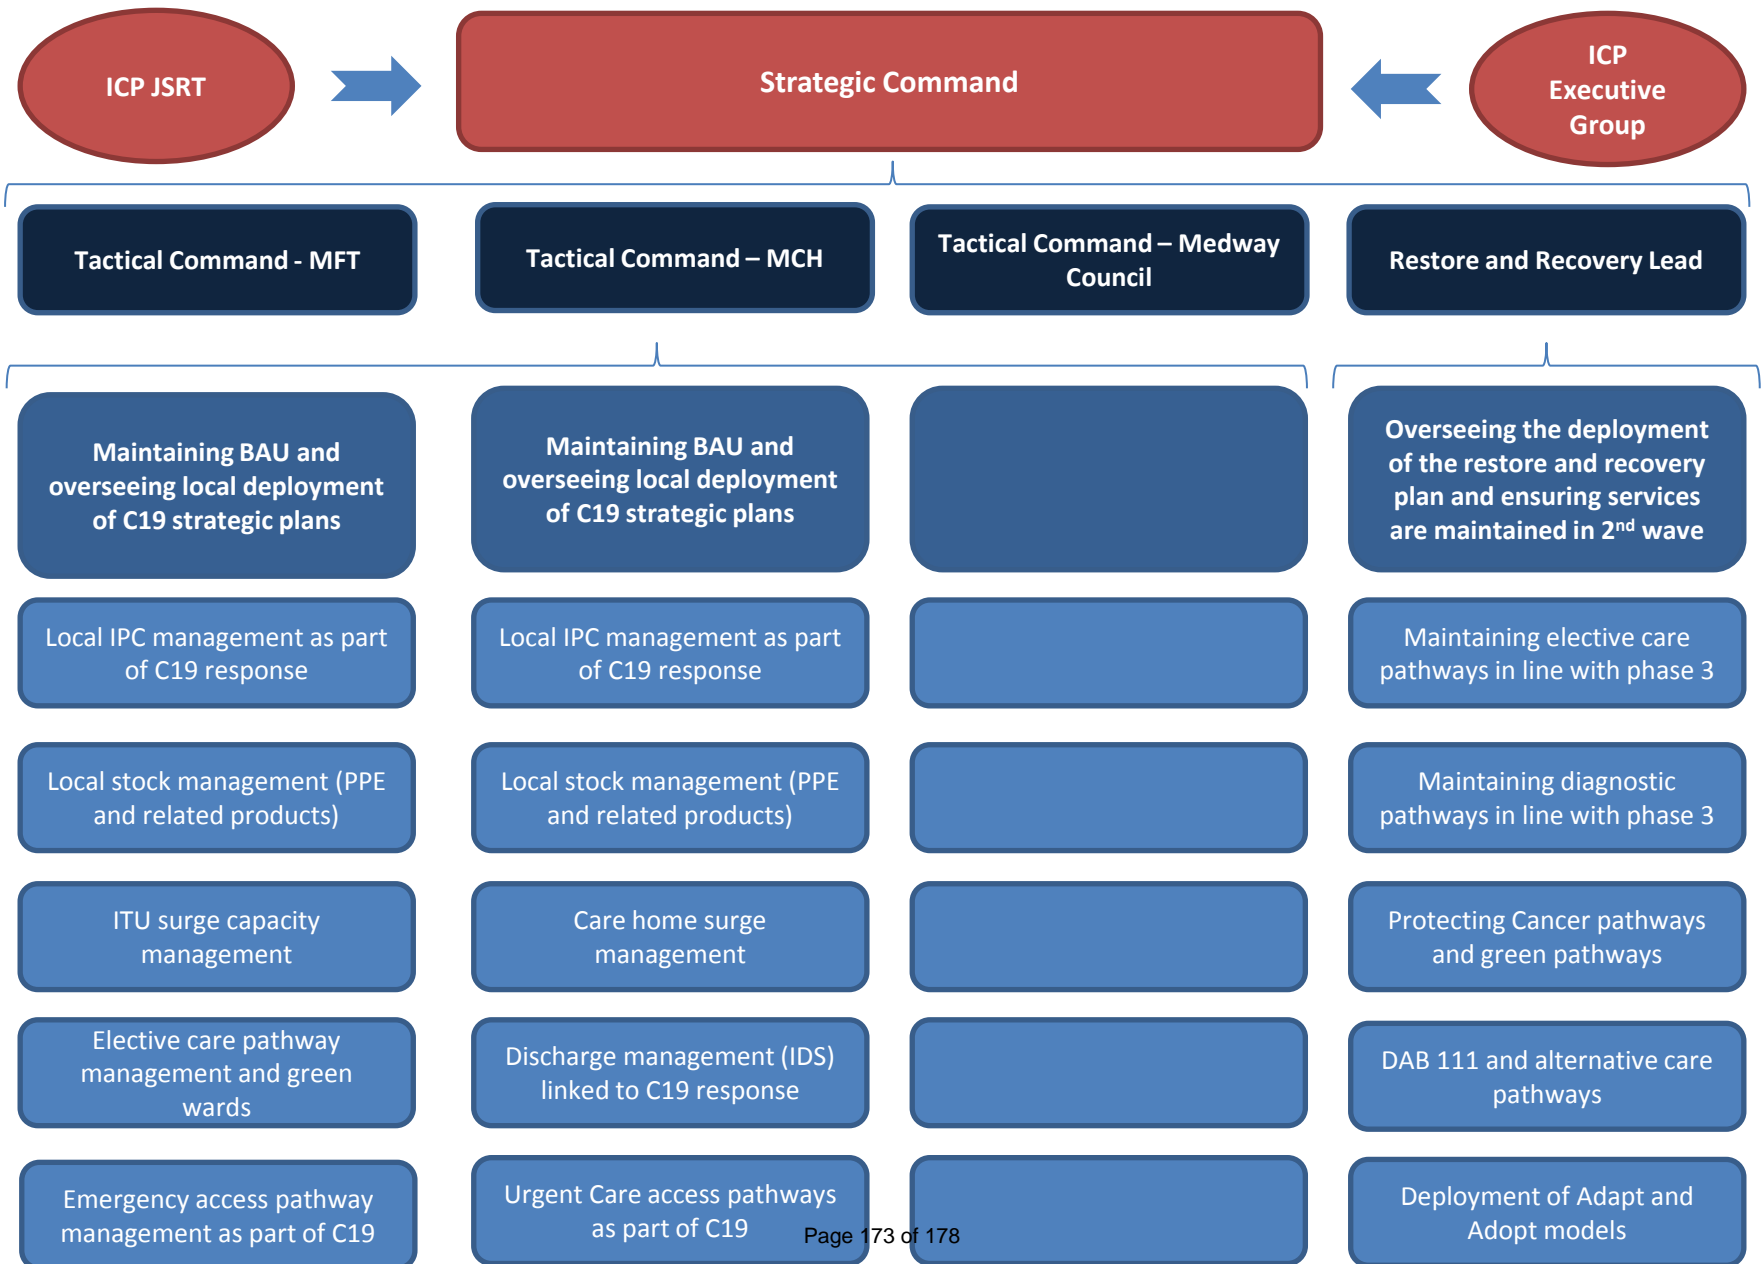 ICP JSRT
Strategic Command
ICP
Executive
Group
Tactical Command - MFT
Tactical Command – MCH
Tactical Command – Medway
Council
Restore and Recovery Lead
Maintaining BAU and
overseeing local deployment
of C19 strategic plans
Maintaining BAU and
overseeing local deployment
of C19 strategic plans
Overseeing the deployment
of the restore and recovery
plan and ensuring services
are maintained in 2nd wave
Local IPC management as part
of C19 response
Local IPC management as part
of C19 response
Maintaining elective care
pathways in line with phase 3
Local stock management (PPE
and related products)
Local stock management (PPE
and related products)
Maintaining diagnostic
pathways in line with phase 3
ITU surge capacity
management
Care home surge
management
Protecting Cancer pathways
and green pathways
Elective care pathway
management and green
wards
Discharge management (IDS)
linked to C19 response
DAB 111 and alternative care
pathways
Emergency access pathway
management as part of C19
Urgent Care access pathways
as part of C19
Deployment of Adapt and
Adopt models
Page 173 of 178